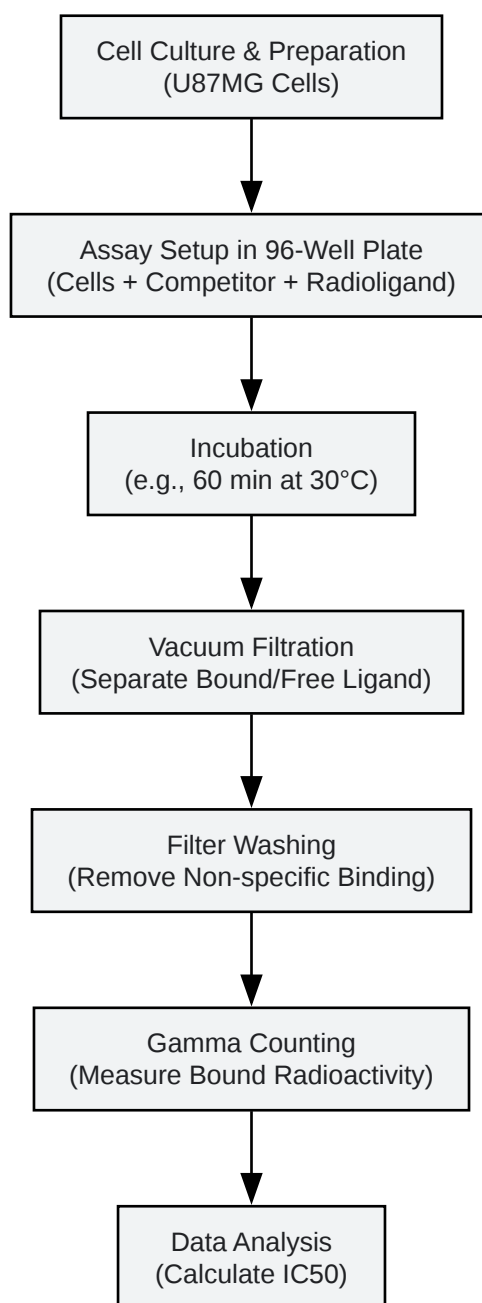 Cell Culture & Preparation
(U87MG Cells)
Assay Setup in 96-Well Plate
(Cells + Competitor + Radioligand)
Incubation
(e.g., 60 min at 30°C)
Vacuum Filtration
(Separate Bound/Free Ligand)
Filter Washing
(Remove Non-specific Binding)
Gamma Counting
(Measure Bound Radioactivity)
Data Analysis
(Calculate IC50)